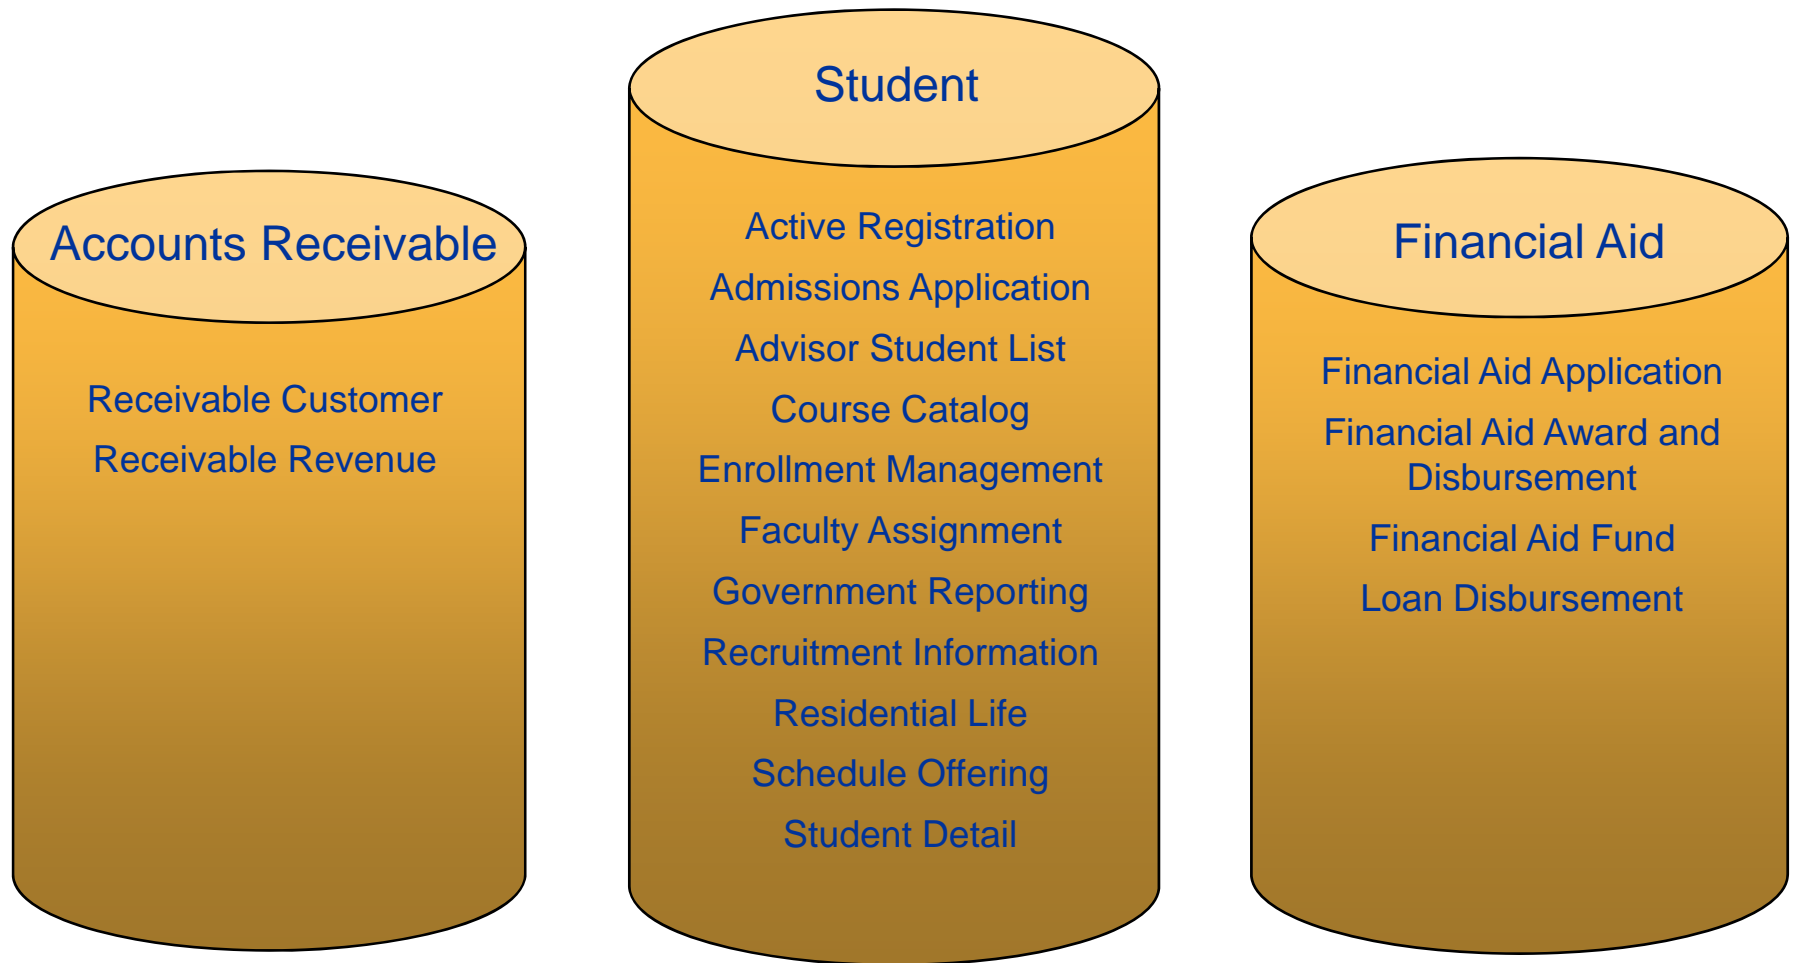 Accounts Receivable
Receivable Customer
Receivable Revenue
Student
Active Registration
Admissions Application
Advisor Student List
Course Catalog
Enrollment Management
Faculty Assignment
Government Reporting
Recruitment Information
Residential Life
Schedule Offering
Student Detail
Financial Aid
Financial Aid Application
Financial Aid Award and
Disbursement
Financial Aid Fund
Loan Disbursement